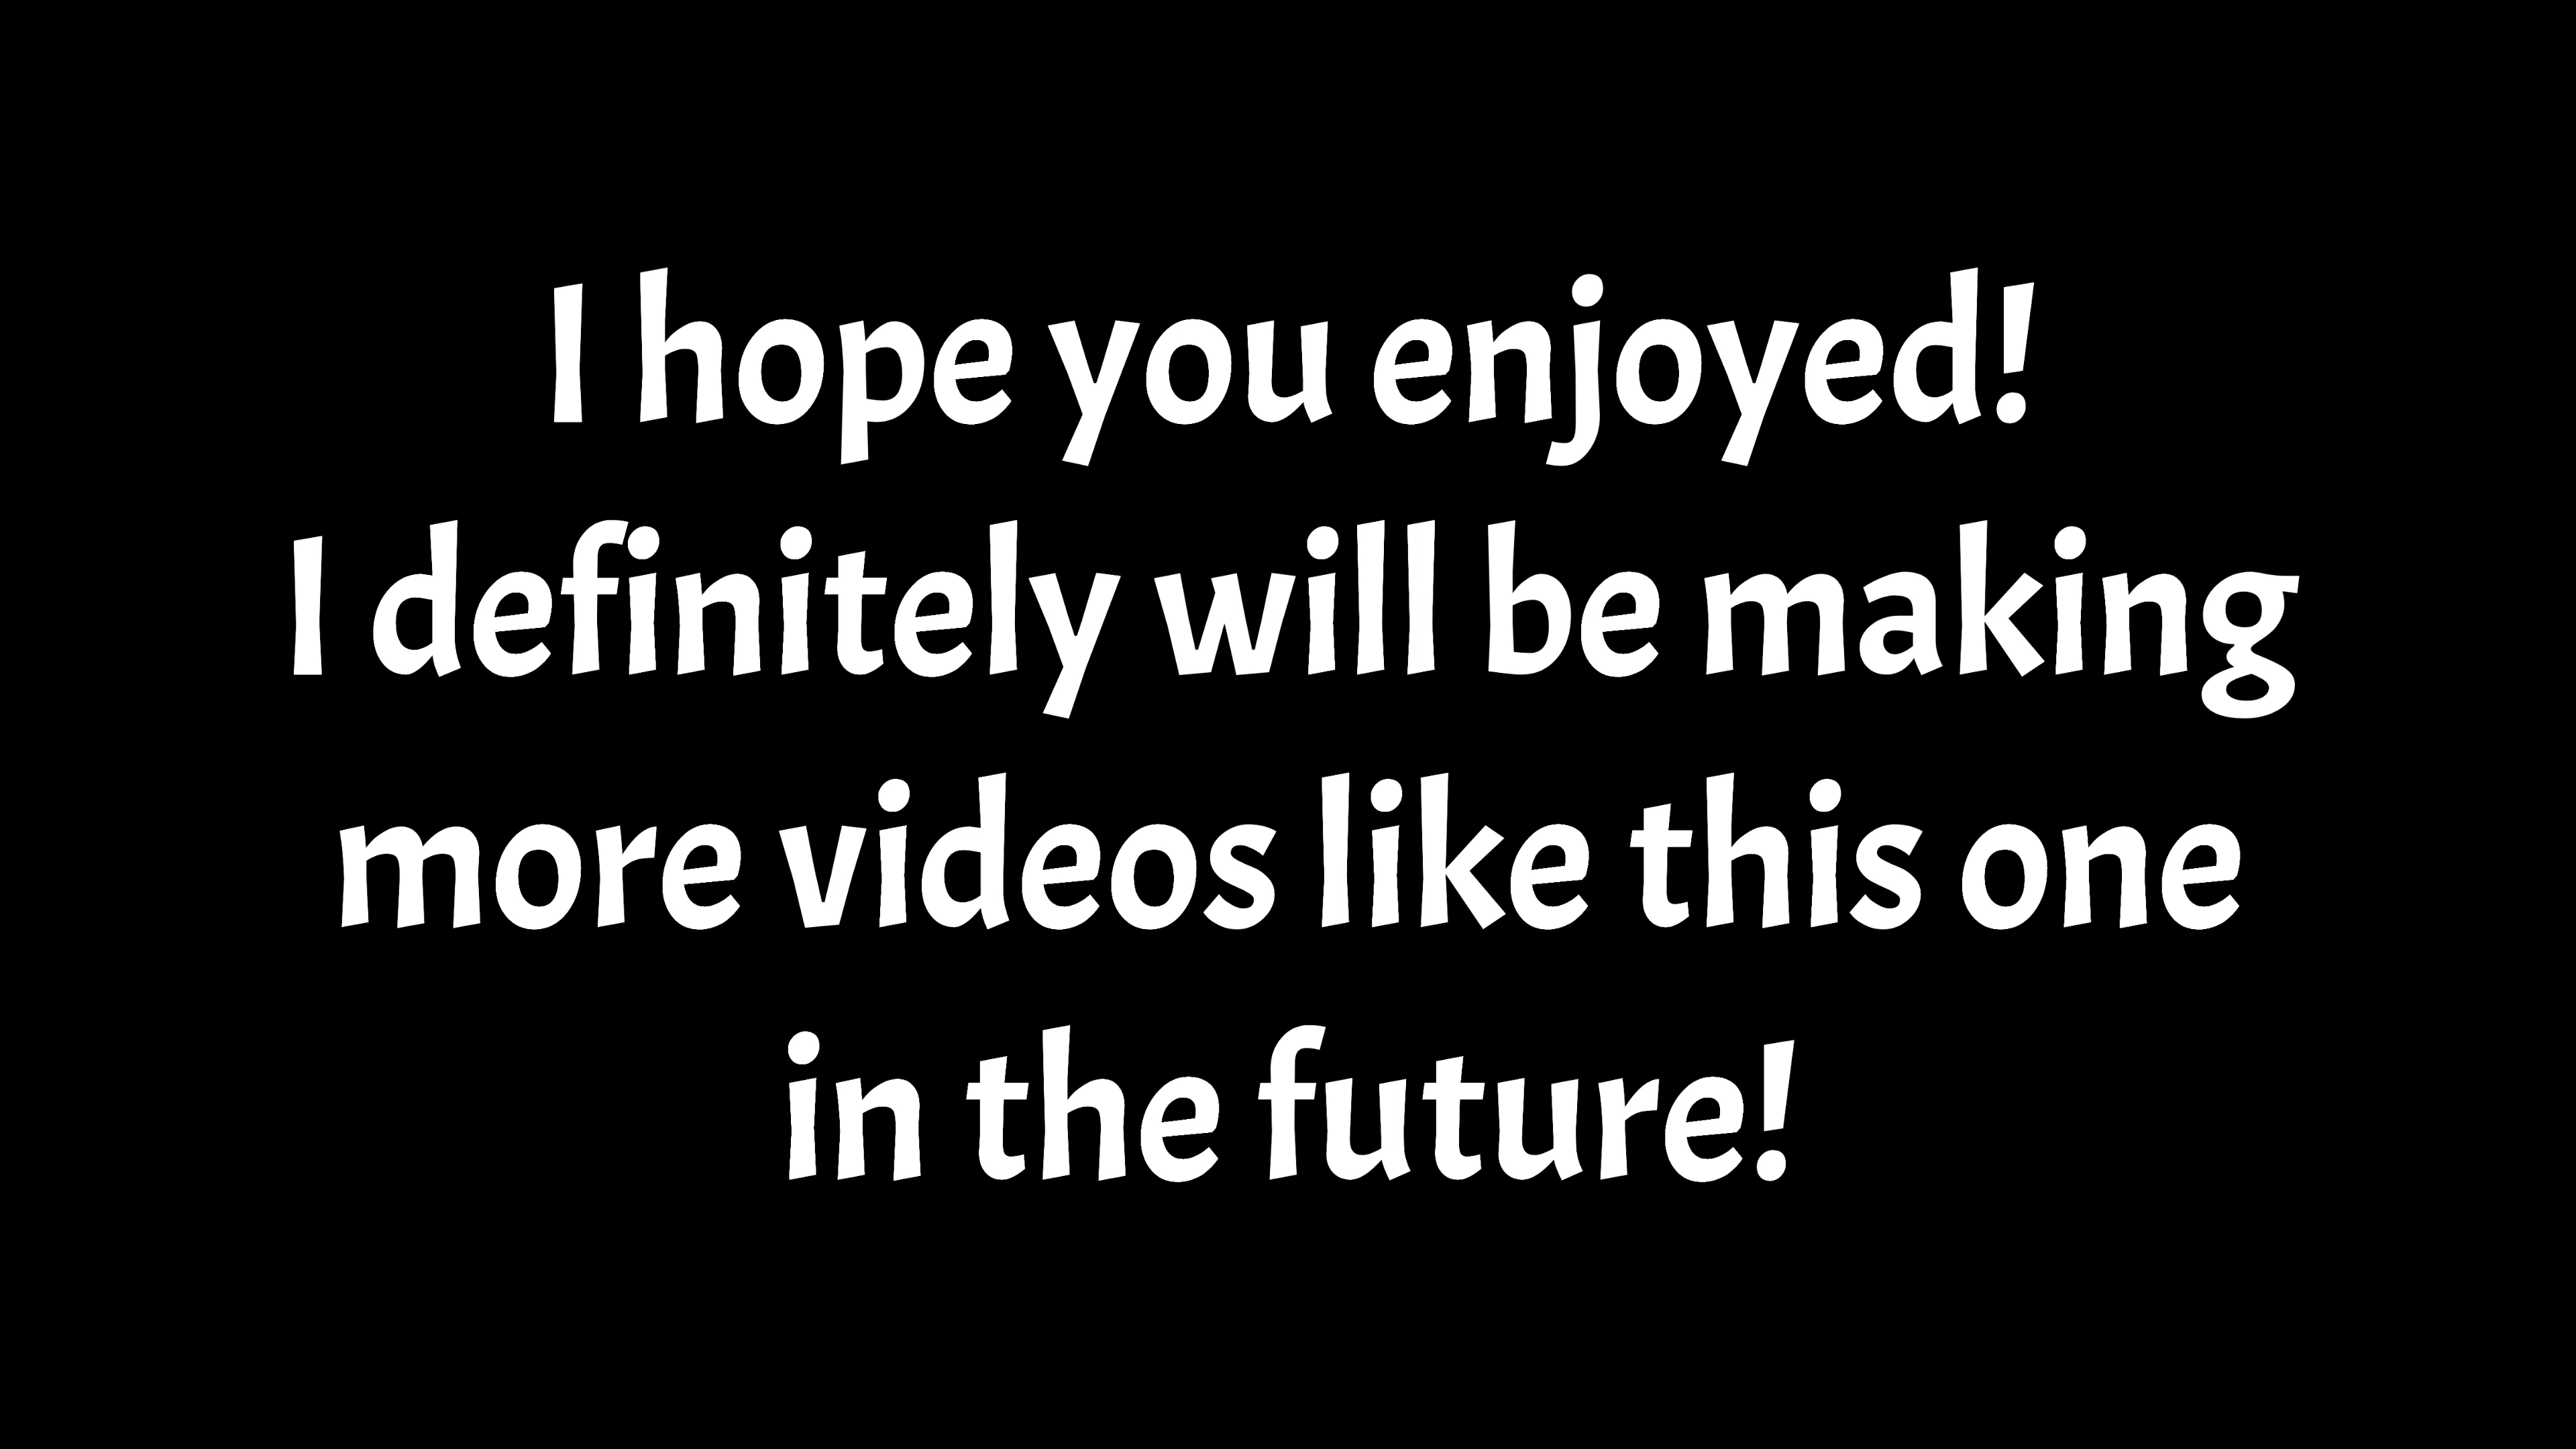 I hope you enjoyed!
I definitely will be making
more videos like this one
in the future!